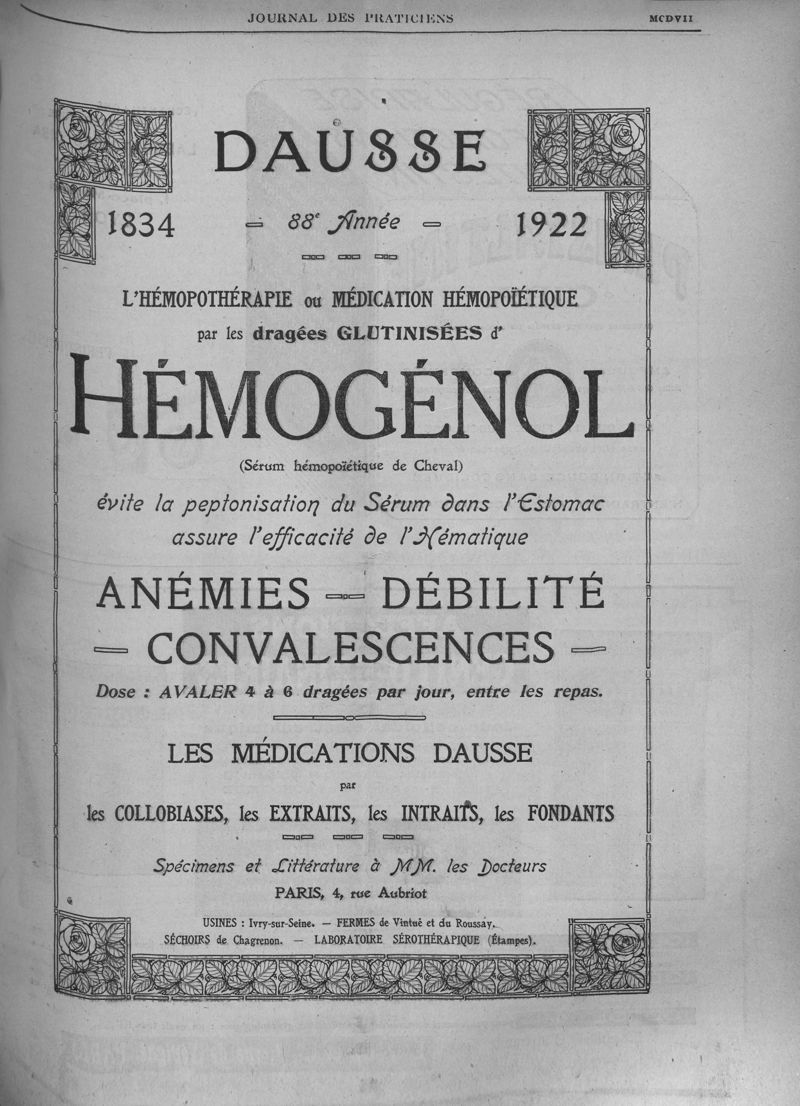 JOURNAL DES PRATICIENS MCDVII
DAUSSE
1834 — 88e Année — 1922
L'HÉMOPOTHÉRAPIE ou MÉDICATION HÉMOPOÏÉTIQUE
par les dragées GLUTINISÉES d'
HÉMOGÉNOL
(Sérum hémopoïétique de Cheval)
évite la peptonisation du Sérum dans l'Estomac
assure l'efficacité de l'Hématique
ANÉMIES — DÉBILITÉ
— CONVALESCENCES —
Dose : AVALER 4 à 6 dragées par jour, entre les repas.
LES MÉDICATIONS DAUSSE
par
les COLLOBIASES, les EXTRAITS, les INTRAITS, les FONDANTS
Spécimens et Littérature à MM. les Docteurs
PARIS, 4, rue Aubriot
USINES : Ivry-sur-Seine. — FERMES de Vintué et du Roussay.
SÉCHOIRS de Chagrenon. — LABORATOIRE SÉROTHÉRAPIQUE (Étampes).